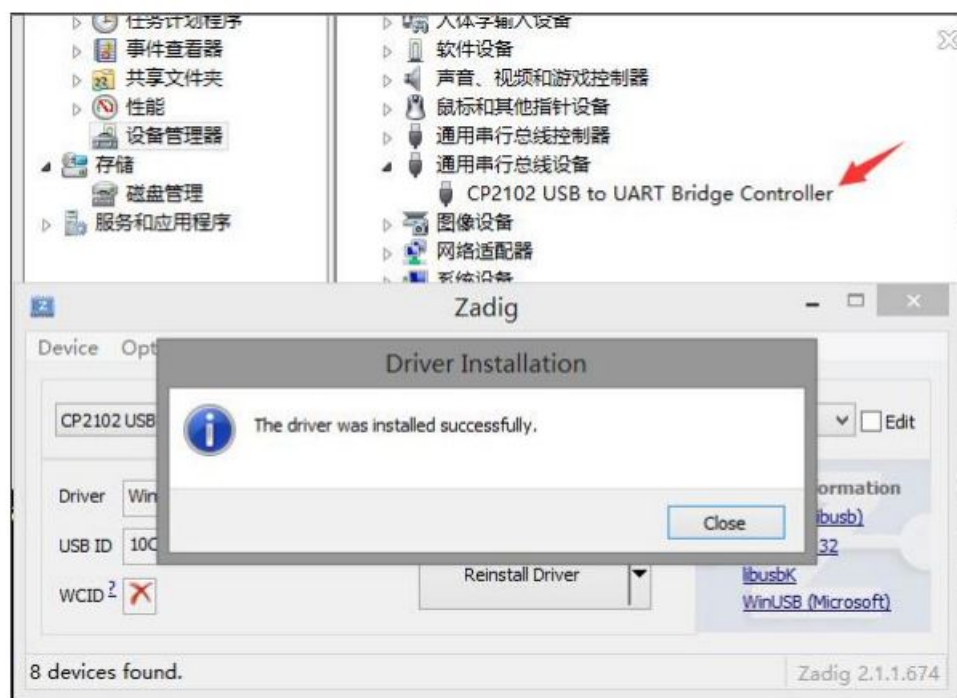 任务计划程序
事件查看器
共享文件夹
性能
设备管理器
存储
磁盘管理
服务和应用程序
人体学输入设备
软件设备
声音、视频和游戏控制器
鼠标和其他指针设备
通用串行总线控制器
通用串行总线设备
CP2102 USB to UART Bridge Controller
图像设备
网络适配器
系统设备
Zadig
Device Opt
Driver Installation
CP2102 USB
The driver was installed successfully.
Edit
Driver Win
ormation
ibusb)
Close
USB ID 10C
32
Reinstall Driver
libusbK
WCID ?
WinUSB (Microsoft)
8 devices found.
Zadig 2.1.1.674